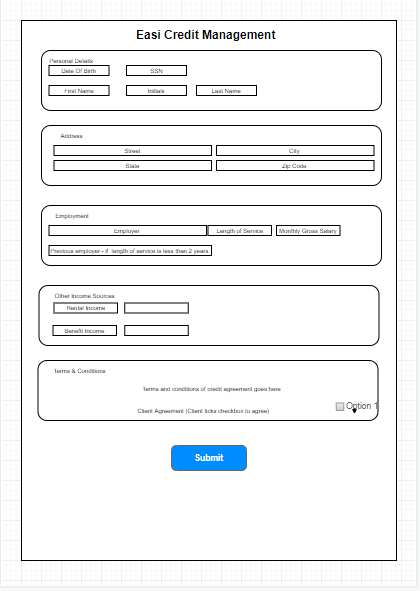 Easi Credit Management
Personal Details
Date Of Birth SSN
First Name Initials Last Name
Address
Street City
State Zip Code
Employment
Employer Length of Service Monthly Gross Salary
Previous employer - if length of service is less than 2 years
Other Income Sources
Rental Income
Benefit Income
Terms & Conditions
Terms and conditions of credit agreement goes here
Client Agreement (Client ticks checkbox to agree) Option 1
Submit